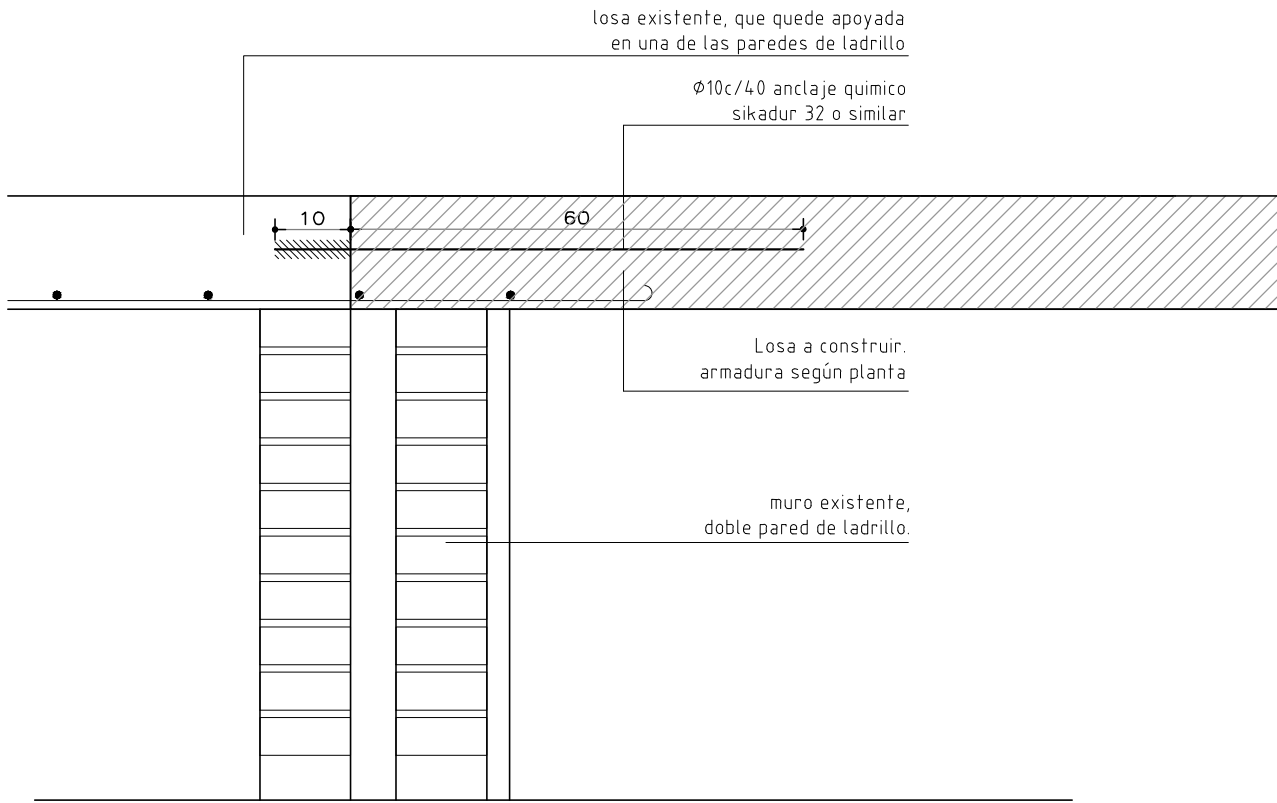 losa existente, que quede apoyada
en una de las paredes de ladrillo
Ø10c/40 anclaje quimico
sikadur 32 o similar
10
60
Losa a construir.
armadura según planta
muro existente,
doble pared de ladrillo.